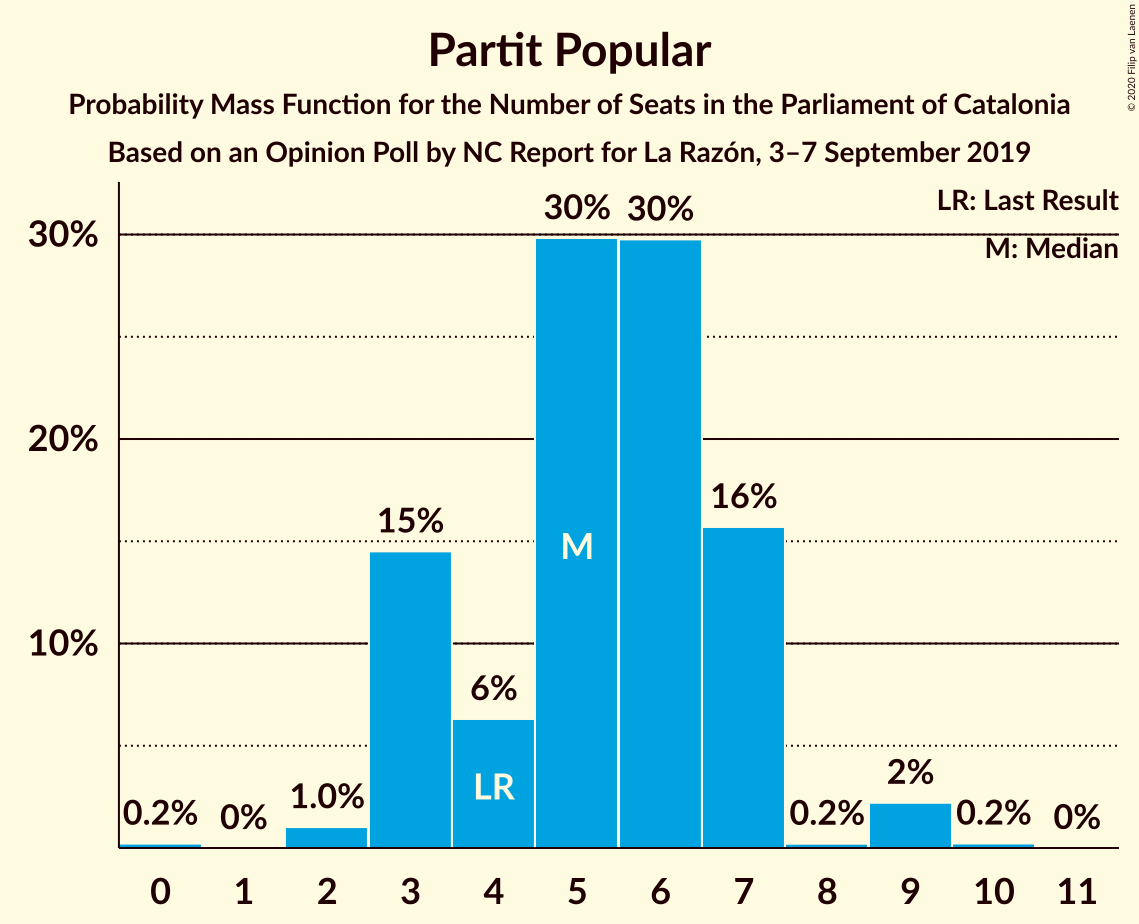 Partit Popular
Probability Mass Function for the Number of Seats in the Parliament of Catalonia
Based on an Opinion Poll by NC Report for La Razón, 3–7 September 2019
© 2020 Filip van Laenen
LR: Last Result
M: Median
30%
20%
10%
0.2%
0%
1.0%
15%
6%
30%
30%
16%
0.2%
2%
0.2%
0%
M
LR
0 1 2 3 4 5 6 7 8 9 10 11